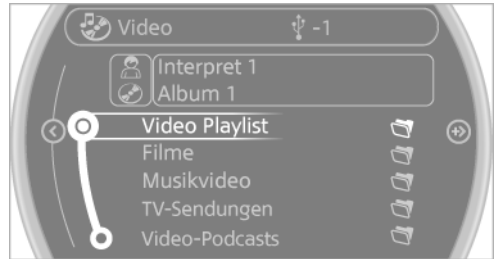 Video -1
Interpret 1
Album 1
Video Playlist
Filme
Musikvideo
TV-Sendungen
Video-Podcasts